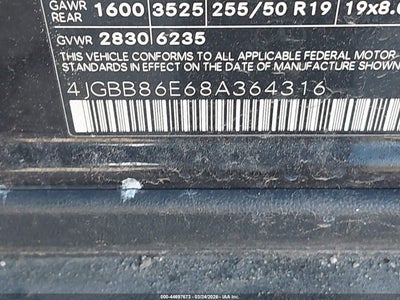 GAWR 1600 3525 255/50 R19 19x8.0
REAR
GVWR 2830 6235
THIS VEHICLE CONFORMS TO ALL APPLICABLE FEDERAL MOTOR
STANDARDS IN EFFECT ON THE DATE OF MANUFACTURE
4JGBB86E68A364316
000-44697673 - 03/24/2026 - IAA Inc.